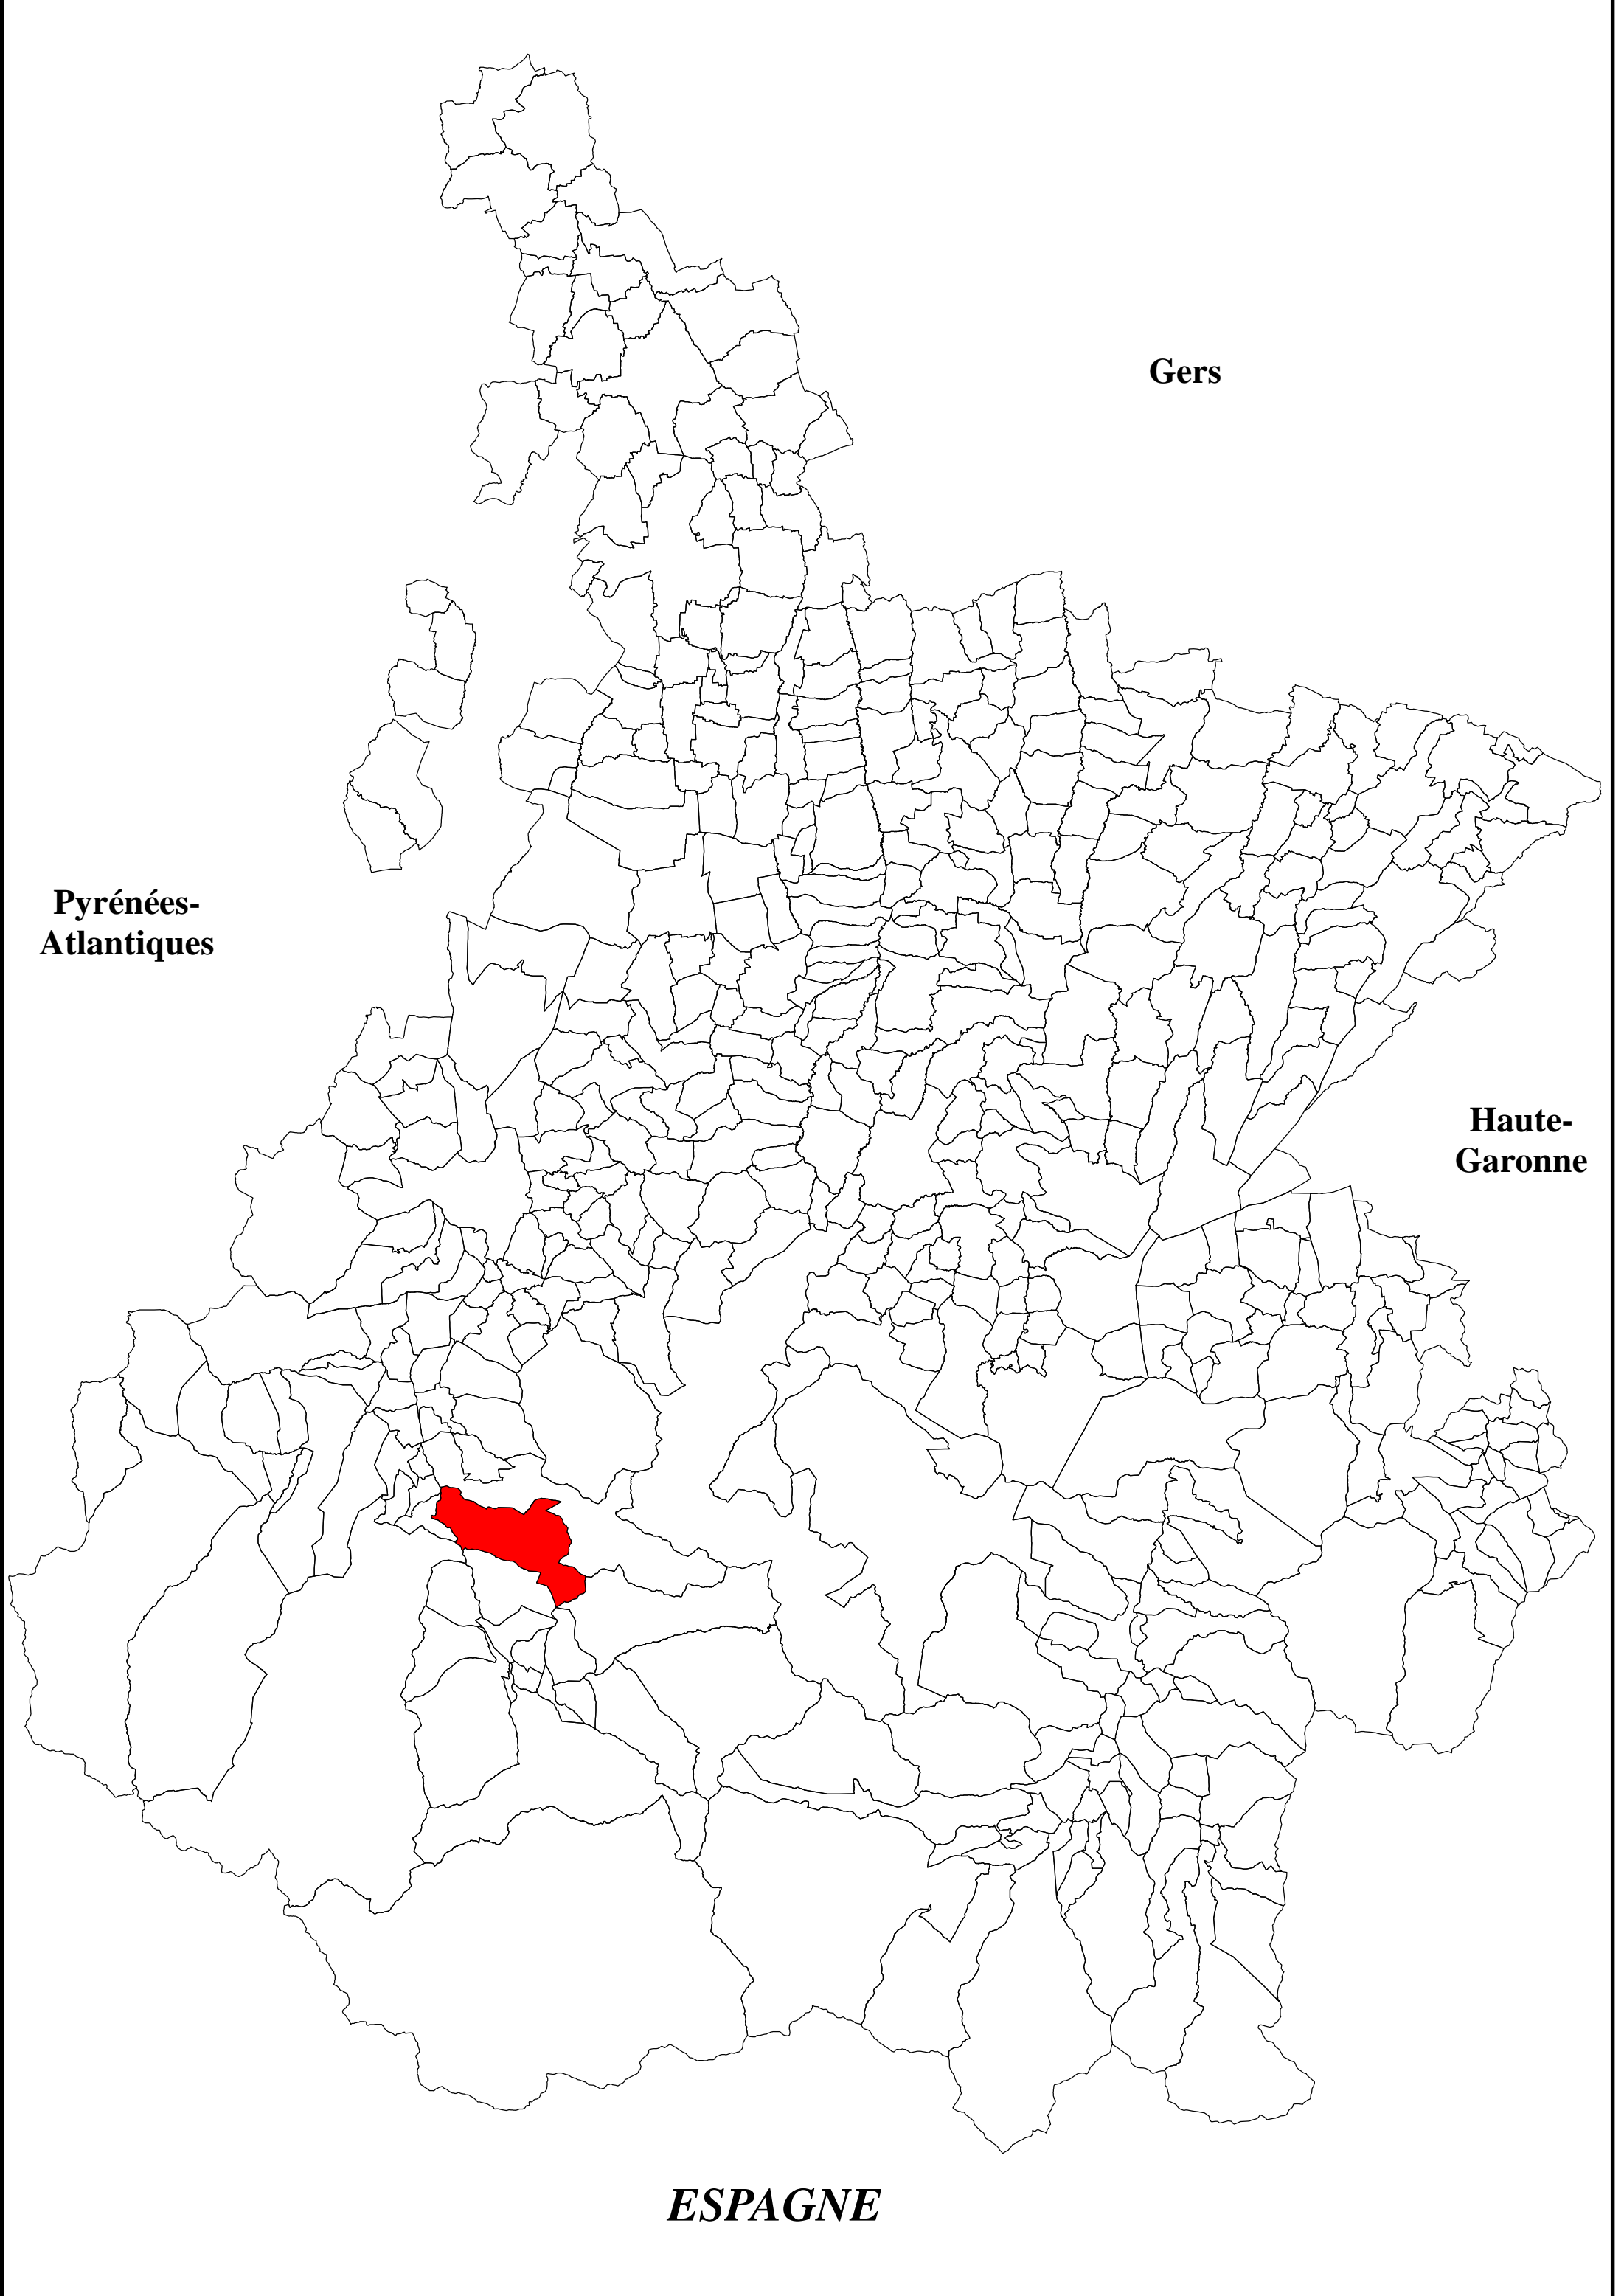 Gers
Pyrénées-
Atlantiques
Haute-
Garonne
ESPAGNE